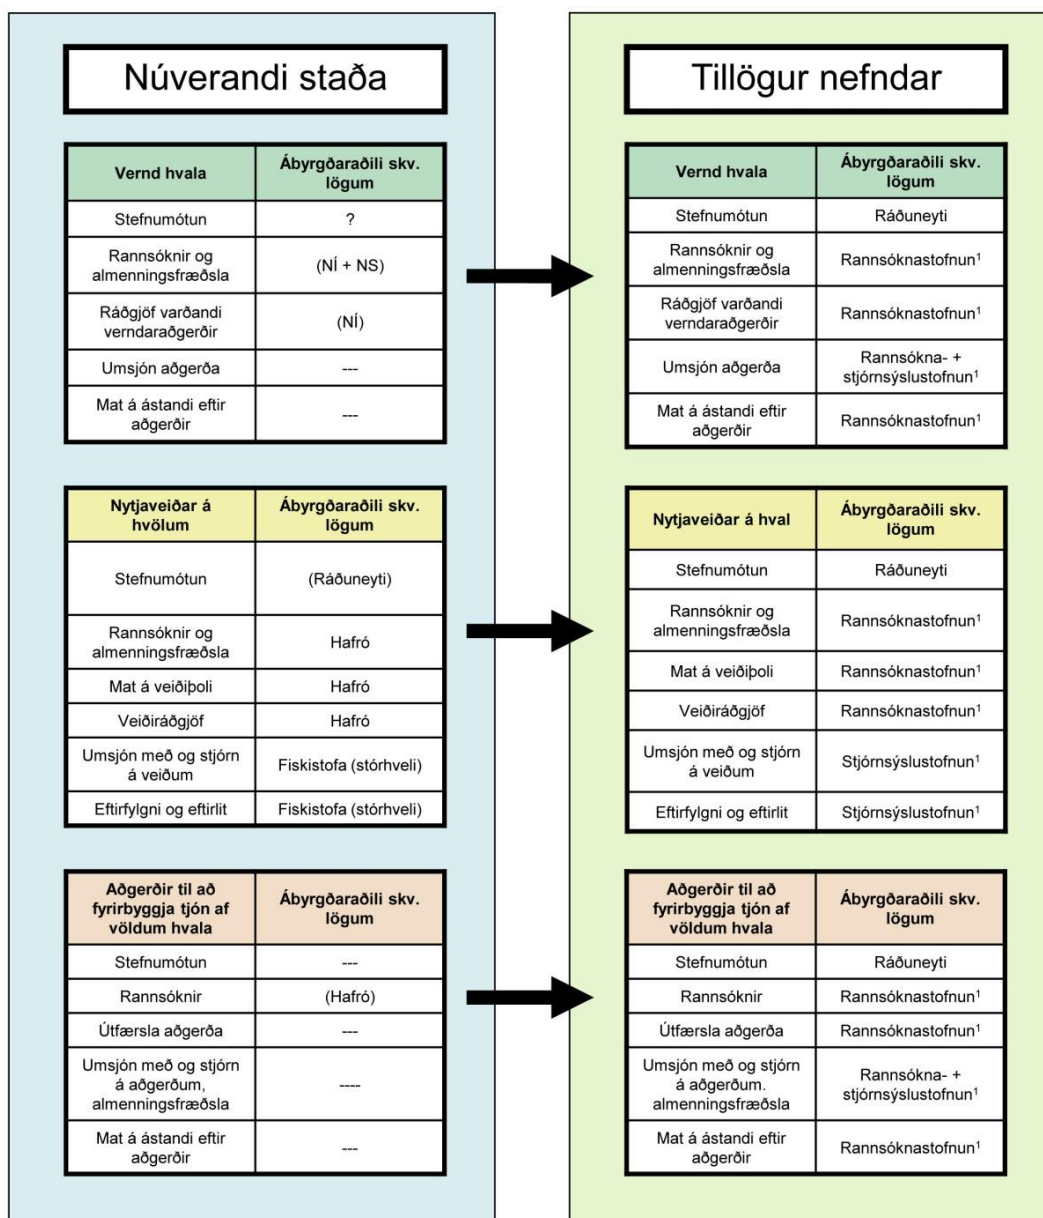 Núverandi staða
Vernd hvala
Ábyrgðaraðili skv.
lögum
Stefnumótun
?
Rannsóknir og
almenningsfræðsla
(NÍ + NS)
Ráðgjöf varðandi
verndaraðgerðir
(NÍ)
Umsjón aðgerða
---
Mat á ástandi eftir
aðgerðir
---
Nytjaveiðar á
hvölum
Ábyrgðaraðili skv.
lögum
Stefnumótun
(Ráðuneyti)
Rannsóknir og
almenningsfræðsla
Hafró
Mat á veiðiþoli
Hafró
Veiðiráðgjöf
Hafró
Umsjón með og stjórn
á veiðum
Fiskistofa (stórhveli)
Eftirfylgni og eftirlit
Fiskistofa (stórhveli)
Aðgerðir til að
fyrirbyggja tjón af
völdum hvala
Ábyrgðaraðili skv.
lögum
Stefnumótun
---
Rannsóknir
(Hafró)
Útfærsla aðgerða
---
Umsjón með og stjórn
á aðgerðum,
almenningsfræðsla
----
Mat á ástandi eftir
aðgerðir
---
Tillögur nefndar
Vernd hvala
Ábyrgðaraðili skv.
lögum
Stefnumótun
Ráðuneyti
Rannsóknir og
almenningsfræðsla
Rannsóknastofnun¹
Ráðgjöf varðandi
verndaraðgerðir
Rannsóknastofnun¹
Umsjón aðgerða
Rannsókna- +
stjórnsýslustofnun¹
Mat á ástandi eftir
aðgerðir
Rannsóknastofnun¹
Nytjaveiðar á hval
Ábyrgðaraðili skv.
lögum
Stefnumótun
Ráðuneyti
Rannsóknir og
almenningsfræðsla
Rannsóknastofnun¹
Mat á veiðiþoli
Rannsóknastofnun¹
Veiðiráðgjöf
Rannsóknastofnun¹
Umsjón með og stjórn
á veiðum
Stjórnsýslustofnun¹
Eftirfylgni og eftirlit
Stjórnsýslustofnun¹
Aðgerðir til að
fyrirbyggja tjón af
völdum hvala
Ábyrgðaraðili skv.
lögum
Stefnumótun
Ráðuneyti
Rannsóknir
Rannsóknastofnun¹
Útfærsla aðgerða
Rannsóknastofnun¹
Umsjón með og stjórn
á aðgerðum.
almenningsfræðsla
Rannsókna- +
stjórnsýslustofnun¹
Mat á ástandi eftir
aðgerðir
Rannsóknastofnun¹